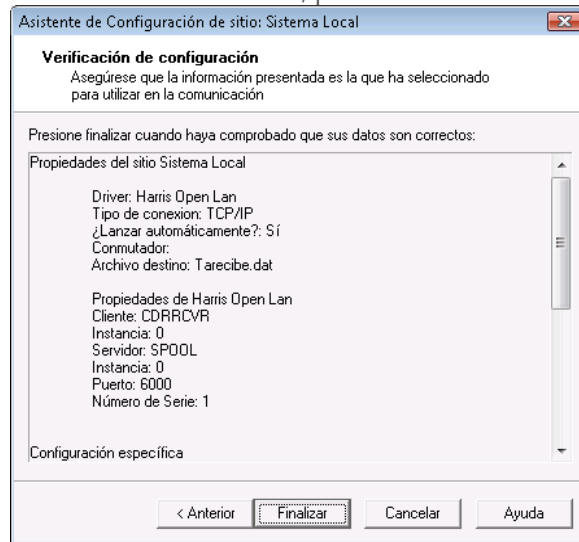 Asistente de Configuración de sitio: Sistema Local
Verificación de configuración
Asegúrese que la información presentada es la que ha seleccionado
para utilizar en la comunicación
Presione finalizar cuando haya comprobado que sus datos son correctos:
Propiedades del sitio Sistema Local
Driver: Harris Open Lan
Tipo de conexion: TCP/IP
¿Lanzar automáticamente?: Sí
Conmutador:
Archivo destino: Tarecibe.dat
Propiedades de Harris Open Lan
Cliente: CDRRCVR
Instancia: 0
Servidor: SPOOL
Instancia: 0
Puerto: 6000
Número de Serie: 1
Configuración específica
< Anterior Finalizar Cancelar Ayuda